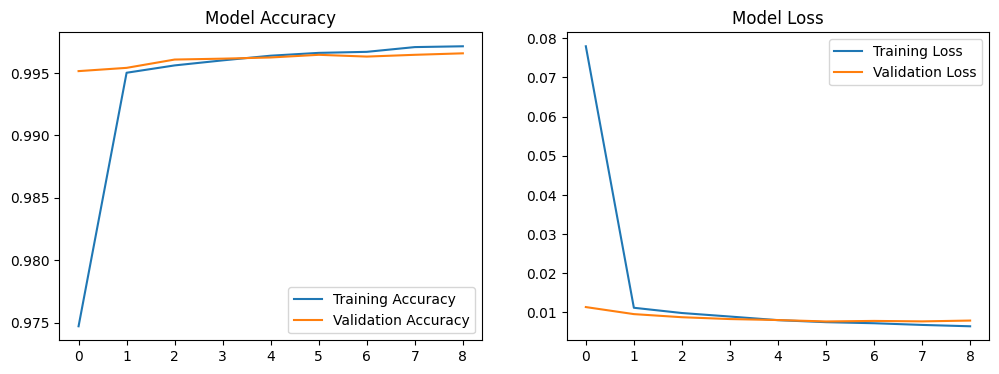 Model Accuracy
0.995
0.990
0.985
0.980
0.975
0 1 2 3 4 5 6 7 8
Training Accuracy
Validation Accuracy
Model Loss
0.08
0.07
0.06
0.05
0.04
0.03
0.02
0.01
0 1 2 3 4 5 6 7 8
Training Loss
Validation Loss